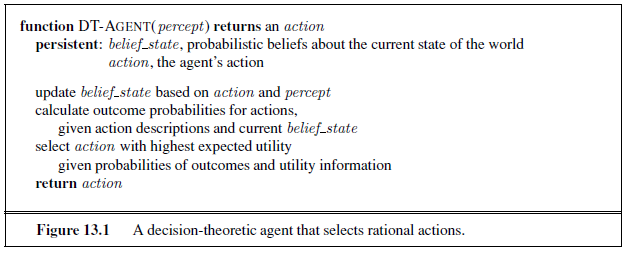 function DT-AGENT(percept) returns an action
persistent: belief_state, probabilistic beliefs about the current state of the world
action, the agent's action
update belief_state based on action and percept
calculate outcome probabilities for actions,
given action descriptions and current belief_state
select action with highest expected utility
given probabilities of outcomes and utility information
return action
Figure 13.1 A decision-theoretic agent that selects rational actions.